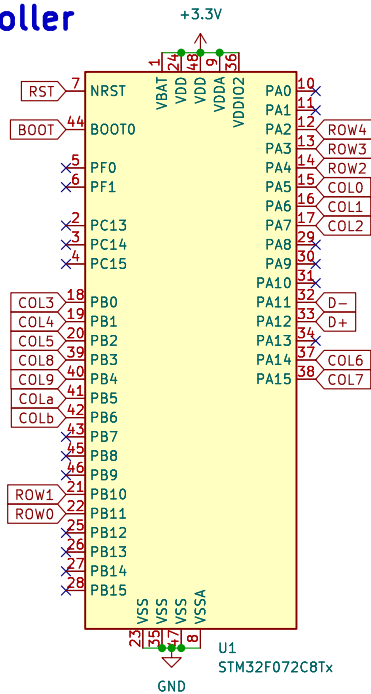 oller
+3.3V
1 24 48 9 36
VBAT VDD VDD VDDA VDDIO2
RST 7 NRST
BOOT 44 BOOT0
5 PF0
6 PF1
2 PC13
3 PC14
4 PC15
COL3 18 PB0
COL4 19 PB1
COL5 20 PB2
COL8 39 PB3
COL9 40 PB4
COLa 41 PB5
COLb 42 PB6
43 PB7
45 PB8
46 PB9
ROW1 21 PB10
ROW0 22 PB11
25 PB12
26 PB13
27 PB14
28 PB15
PA0 10
PA1 11
PA2 12 ROW4
PA3 13 ROW3
PA4 14 ROW2
PA5 15 COL0
PA6 16 COL1
PA7 17 COL2
PA8 29
PA9 30
PA10 31
PA11 32 D-
PA12 33 D+
PA13 34
PA14 37 COL6
PA15 38 COL7
VSS VSS VSS VSSA
23 35 47 8
U1
STM32F072C8Tx
GND